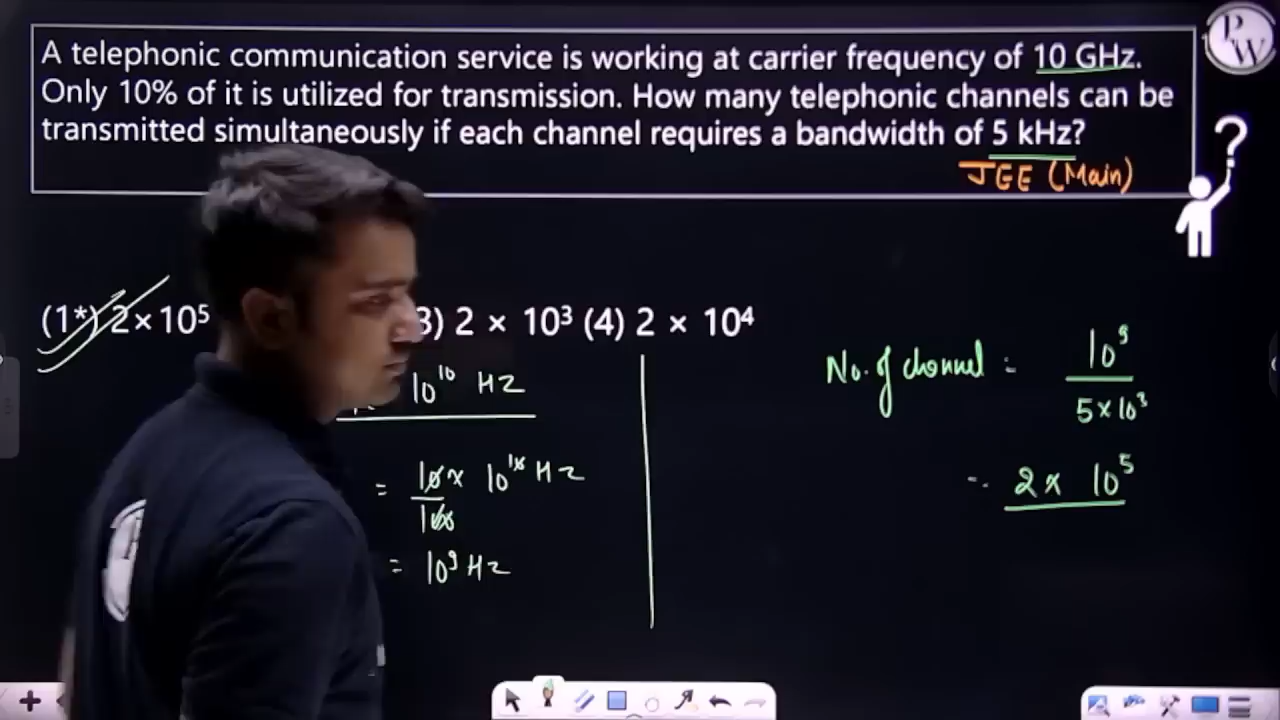 A telephonic communication service is working at carrier frequency of 10 GHz.
Only 10% of it is utilized for transmission. How many telephonic channels can be
transmitted simultaneously if each channel requires a bandwidth of 5 kHz?
JEE (Main)
PW
?
(1*) 2 × 10⁵ 3) 2 × 10³ (4) 2 × 10⁴
10¹⁰ Hz
= 10 × 10¹⁰ Hz
100
= 10⁹ Hz
No. of channel = 10⁹
5 × 10³
= 2 × 10⁵